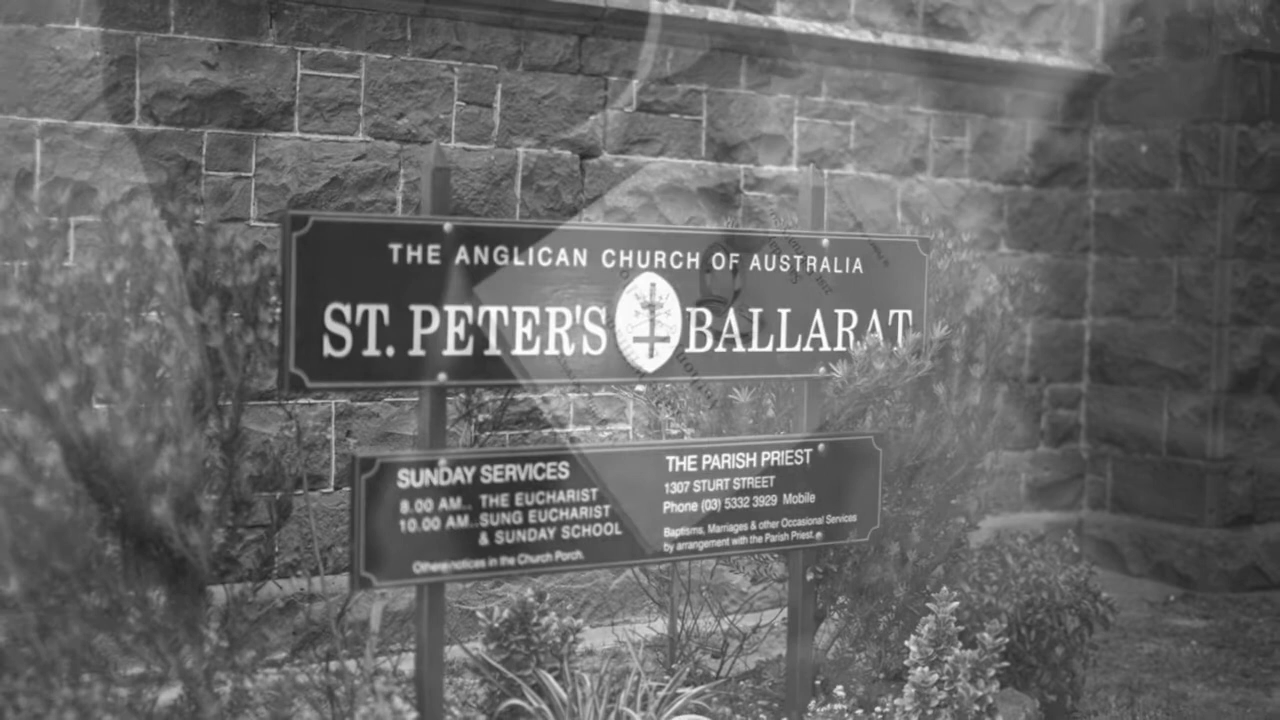 THE ANGLICAN CHURCH OF AUSTRALIA
ST. PETER'S BALLARAT
SUNDAY SERVICES
8.00 AM.. THE EUCHARIST
10.00 AM..SUNG EUCHARIST
& SUNDAY SCHOOL
Other notices in the Church Porch.
THE PARISH PRIEST
1307 STURT STREET
Phone (03) 5332 3929 Mobile
Baptisms, Marriages & other Occasional Services
by arrangement with the Parish Priest.